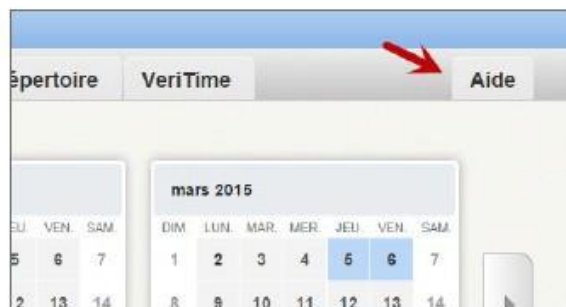 épertoire VeriTime Aide
mars 2015
EU. VEN. SAM. DIM LUN. MAR. MER. JEU. VEN. SAM.
5 6 7 1 2 3 4 5 6 7
2 13 14 8 9 10 11 12 13 14